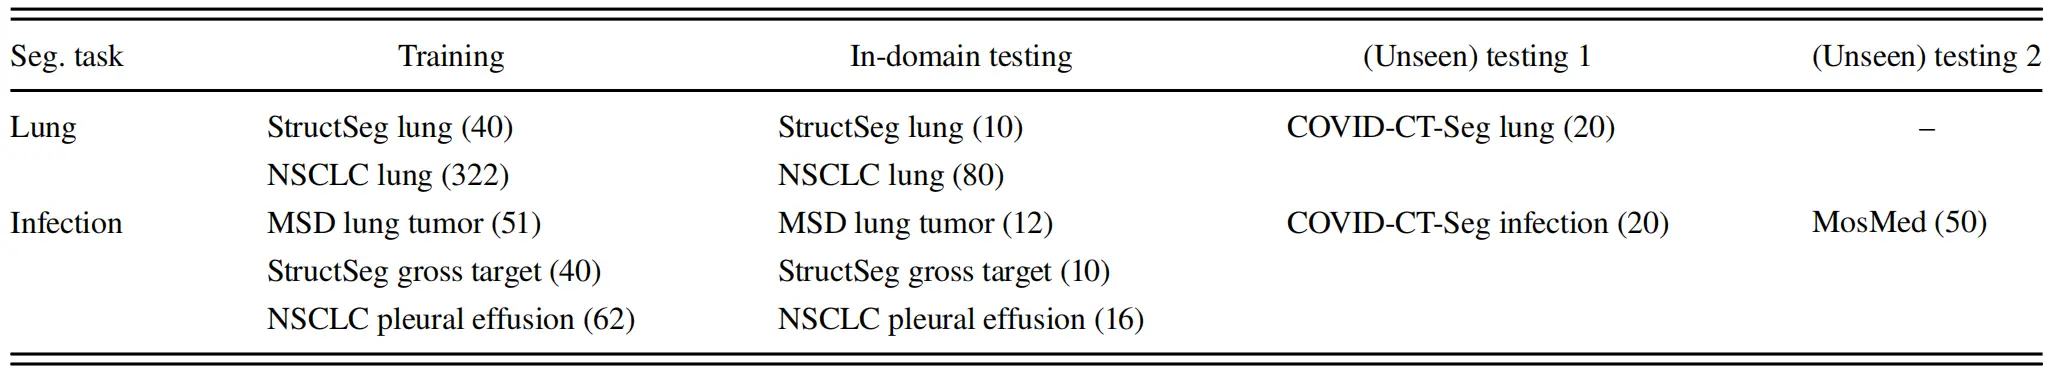 Seg. task Training In-domain testing (Unseen) testing 1 (Unseen) testing 2
Lung StructSeg lung (40) StructSeg lung (10) COVID-CT-Seg lung (20) –
NSCLC lung (322) NSCLC lung (80)
Infection MSD lung tumor (51) MSD lung tumor (12) COVID-CT-Seg infection (20) MosMed (50)
StructSeg gross target (40) StructSeg gross target (10)
NSCLC pleural effusion (62) NSCLC pleural effusion (16)